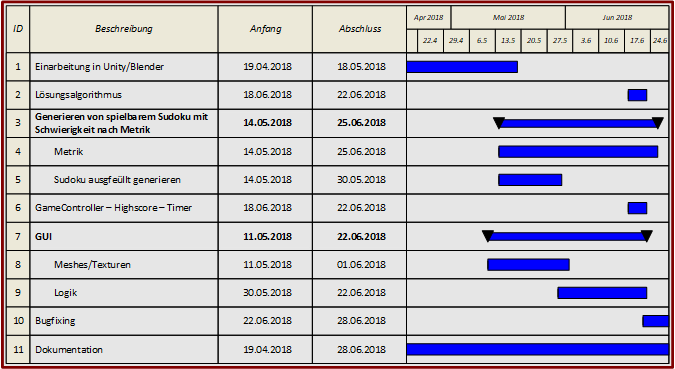 ID Beschreibung Anfang Abschluss Apr 2018 Mai 2018 Jun 2018
22.4 29.4 6.5 13.5 20.5 27.5 3.6 10.6 17.6 24.6
1 Einarbeitung in Unity/Blender 19.04.2018 18.05.2018
2 Lösungsalgorithmus 18.06.2018 22.06.2018
3 Generieren von spielbarem Sudoku mit
Schwierigkeit nach Metrik 14.05.2018 25.06.2018
4 Metrik 14.05.2018 25.06.2018
5 Sudoku ausgfeüllt generieren 14.05.2018 30.05.2018
6 GameController – Highscore – Timer 18.06.2018 22.06.2018
7 GUI 11.05.2018 22.06.2018
8 Meshes/Texturen 11.05.2018 01.06.2018
9 Logik 30.05.2018 22.06.2018
10 Bugfixing 22.06.2018 28.06.2018
11 Dokumentation 19.04.2018 28.06.2018